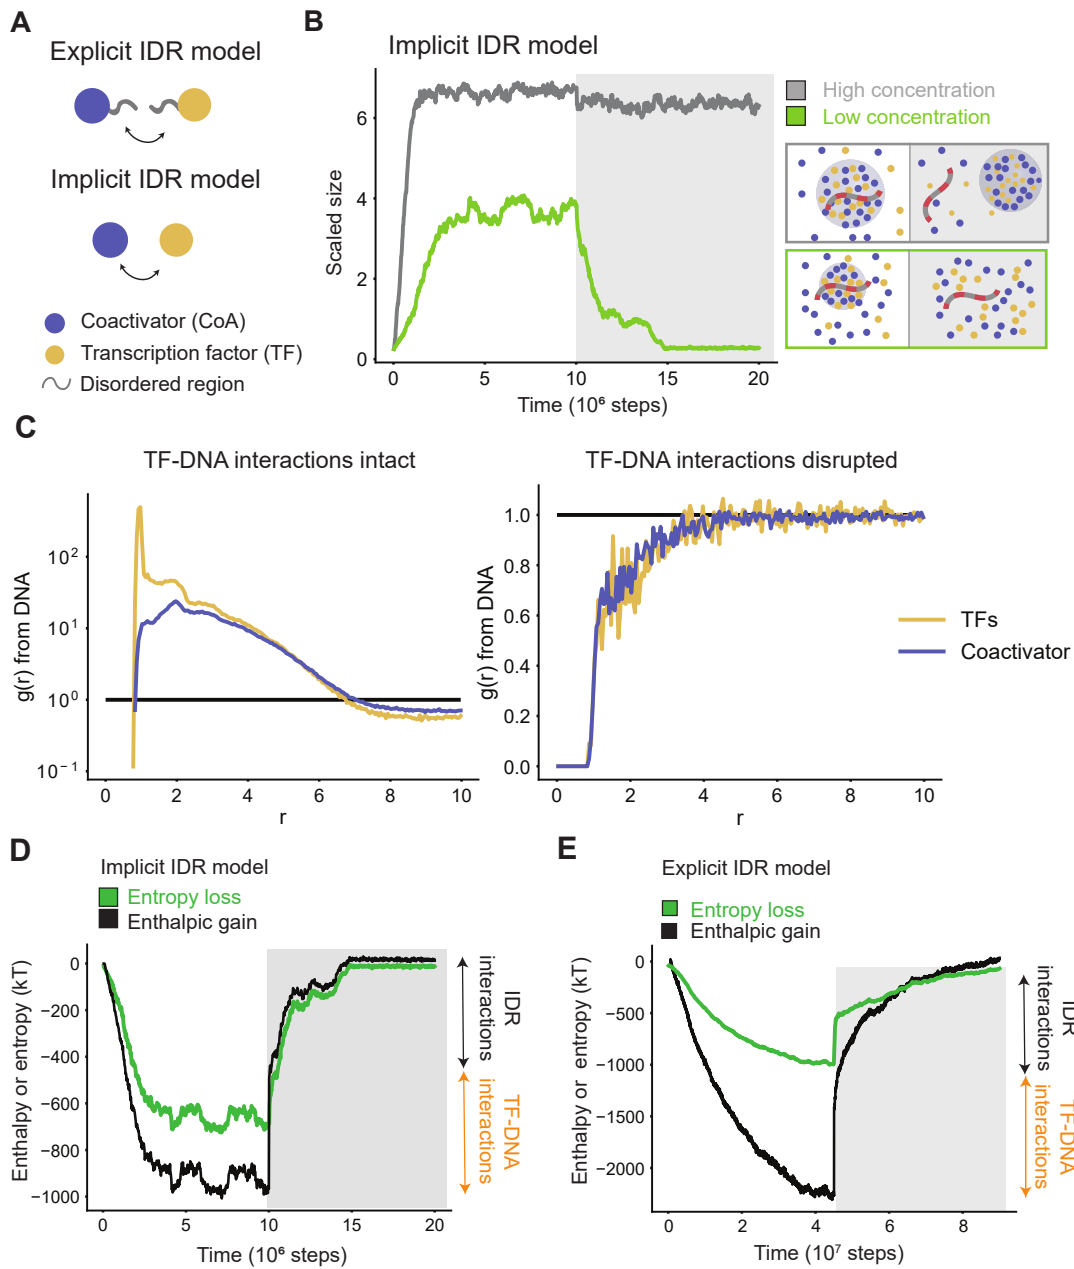 A
Explicit IDR model
Implicit IDR model
Coactivator (CoA)
Transcription factor (TF)
Disordered region
B
Implicit IDR model
High concentration
Low concentration
Scaled size
6
4
2
0
0
5
10
15
20
Time (10⁶ steps)
C
TF-DNA interactions intact
g(r) from DNA
10²
10¹
10⁰
10⁻¹
0
2
4
6
8
10
r
TF-DNA interactions disrupted
g(r) from DNA
1.0
0.8
0.6
0.4
0.2
0.0
0
2
4
6
8
10
r
TFs
Coactivator
D
Implicit IDR model
Entropy loss
Enthalpic gain
Enthalpy or entropy (kT)
0
−200
−400
−600
−800
−1000
0
5
10
15
20
Time (10⁶ steps)
IDR
interactions
TF-DNA
interactions
E
Explicit IDR model
Entropy loss
Enthalpic gain
Enthalpy or entropy (kT)
0
−500
−1000
−1500
−2000
0
2
4
6
8
Time (10⁷ steps)
IDR
interactions
TF-DNA
interactions